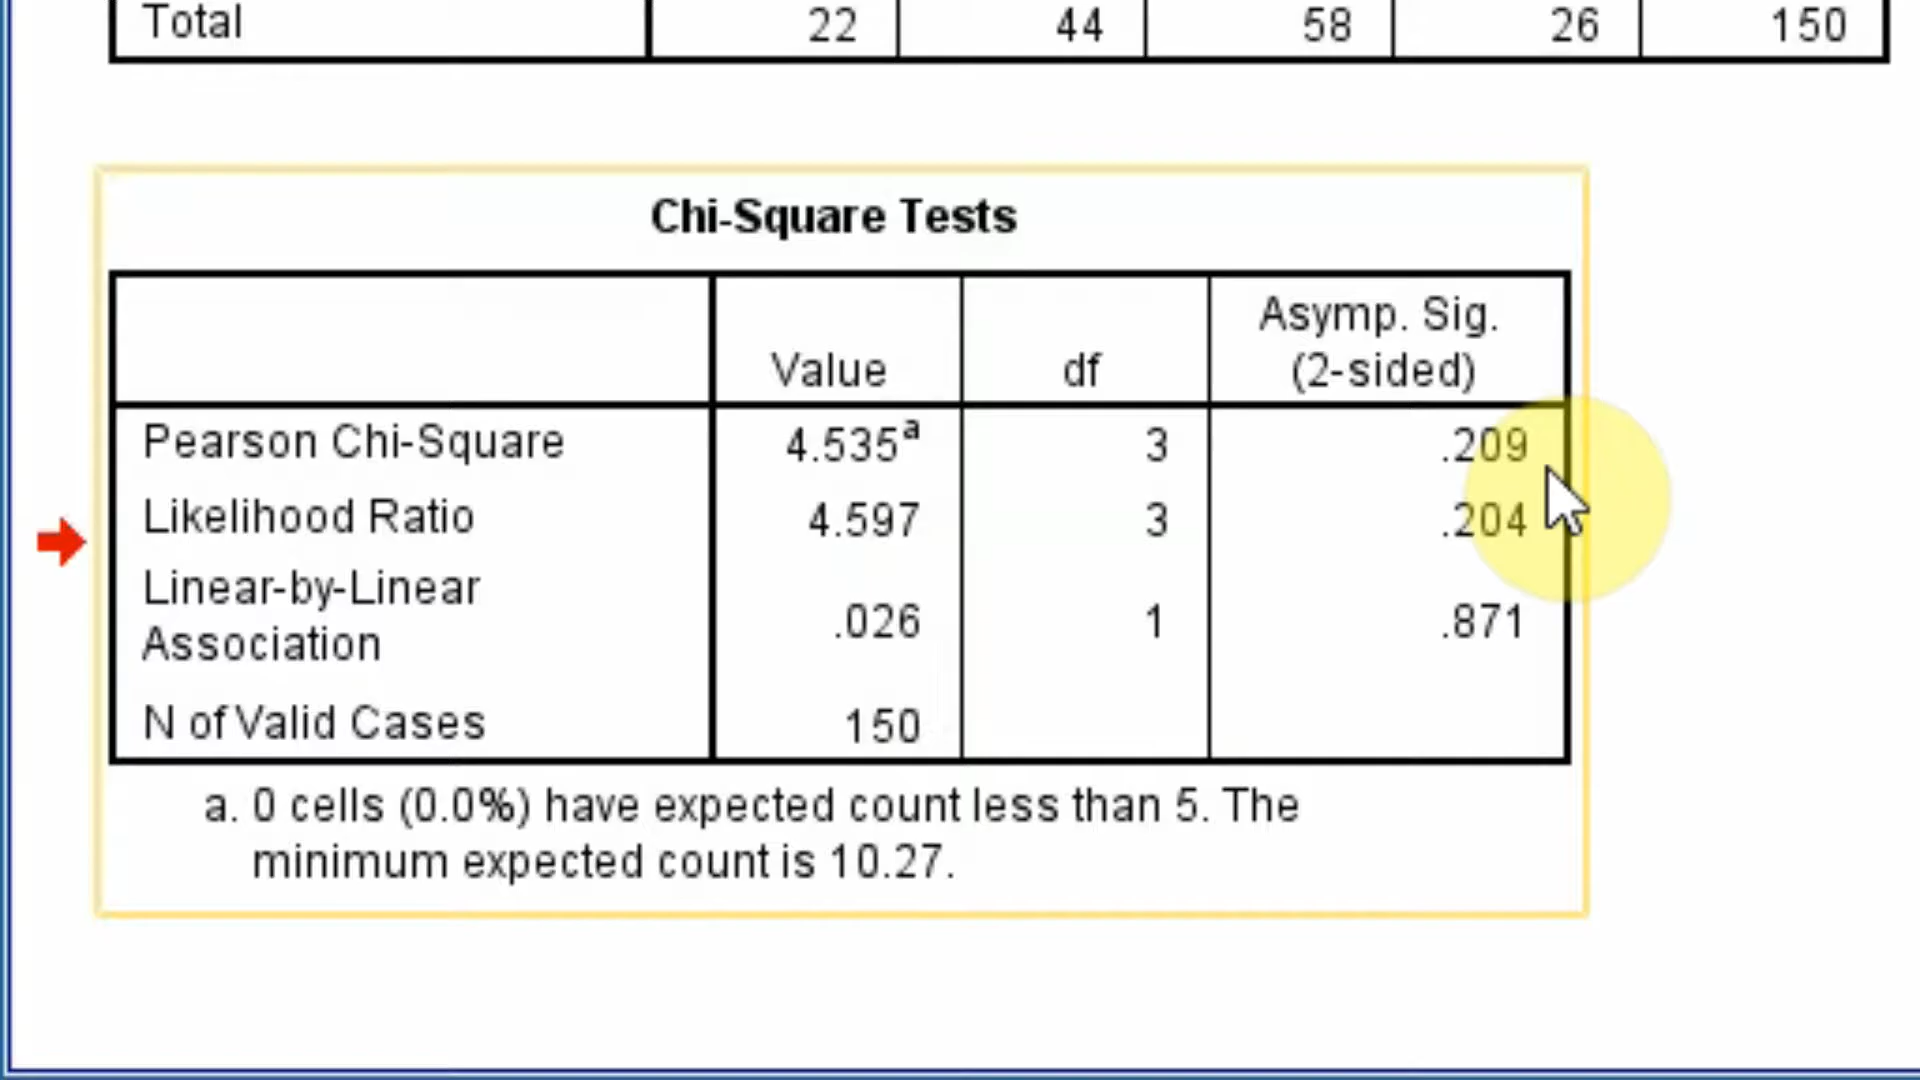 Total 22 44 58 26 150
Chi-Square Tests
Asymp. Sig.
Value df (2-sided)
Pearson Chi-Square 4.535a 3 .209
Likelihood Ratio 4.597 3 .204
Linear-by-Linear
Association .026 1 .871
N of Valid Cases 150
a. 0 cells (0.0%) have expected count less than 5. The
minimum expected count is 10.27.